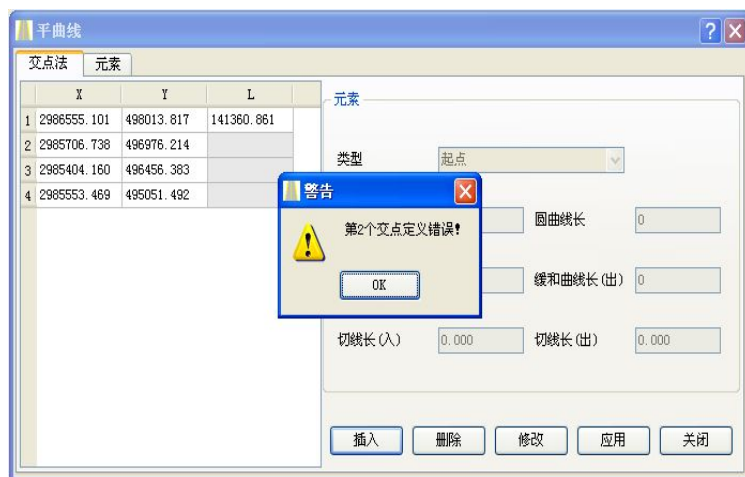 平曲线
交点法 元素
X Y L
1 2986555.101 498013.817 141360.861
2 2985706.738 496976.214
3 2985404.160 496456.383
4 2985553.469 495051.492
元素
类型 起点
警告
第2个交点定义错误!
OK
圆曲线长 0
缓和曲线长(出) 0
切线长(入) 0.000 切线长(出) 0.000
插入 删除 修改 应用 关闭